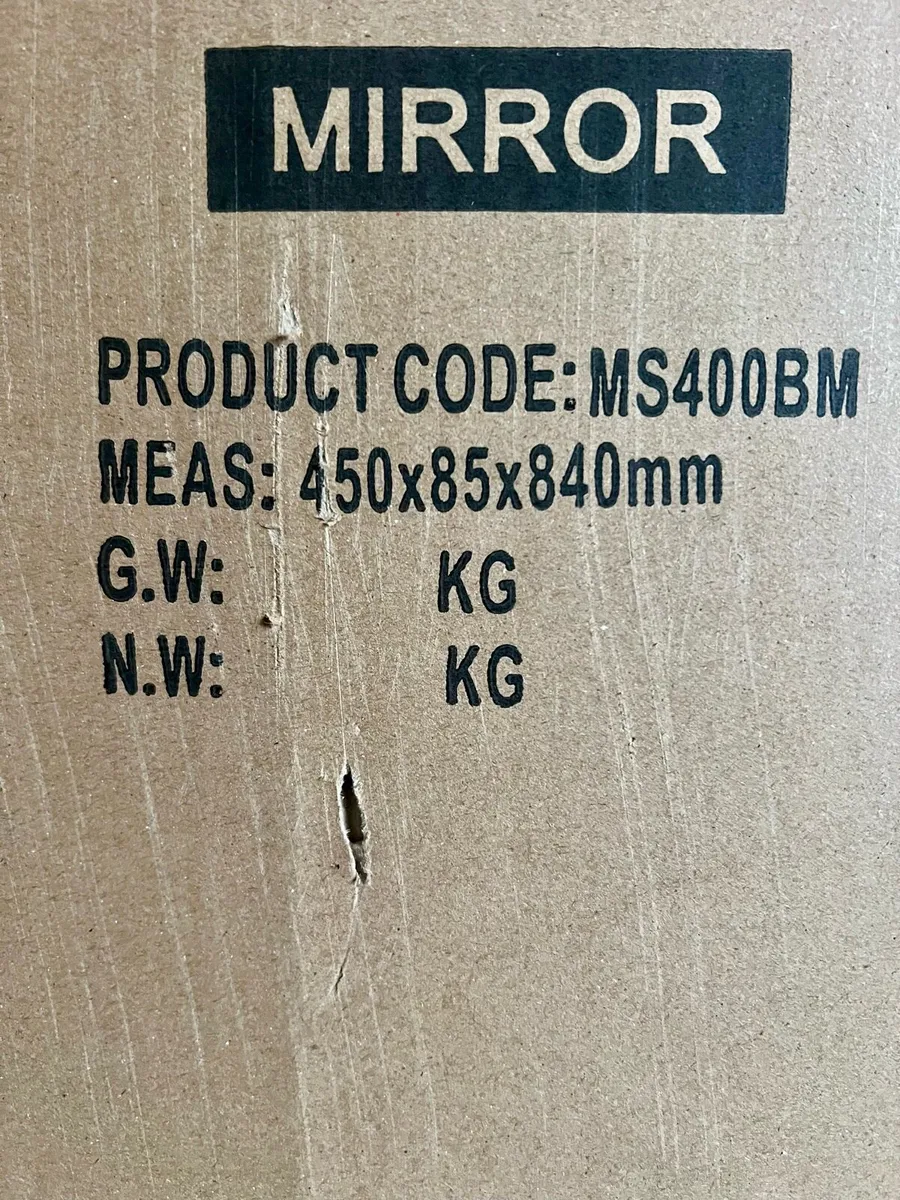 MIRROR
PRODUCT CODE: MS400BM
MEAS: 450x85x840mm
G.W: KG
N.W: KG